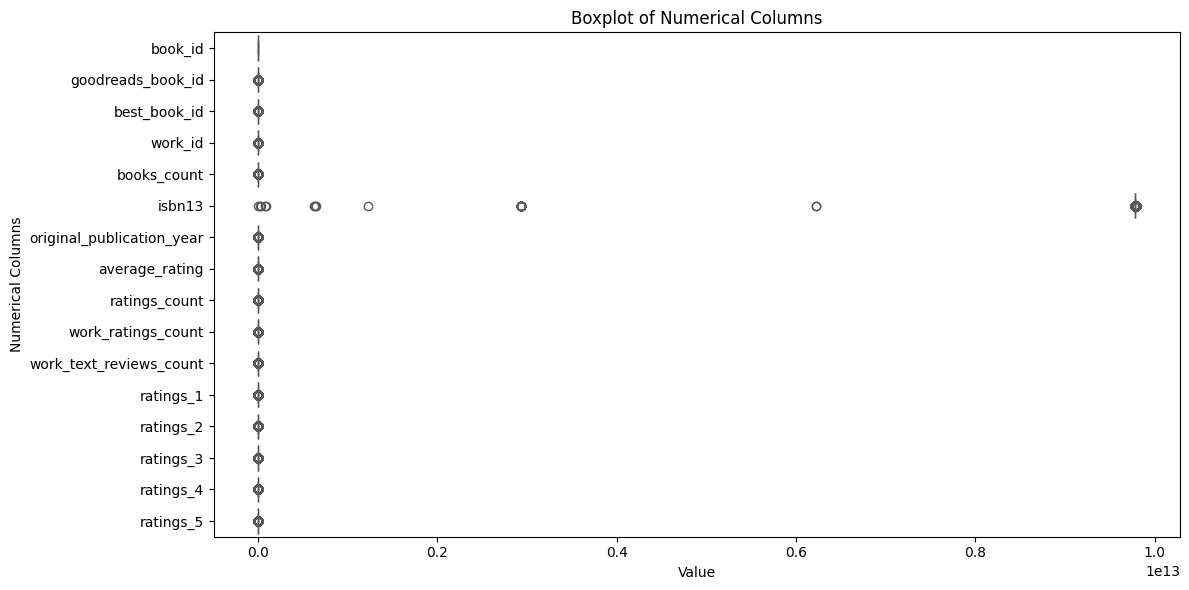 Boxplot of Numerical Columns
Numerical Columns
book_id
goodreads_book_id
best_book_id
work_id
books_count
isbn13
original_publication_year
average_rating
ratings_count
work_ratings_count
work_text_reviews_count
ratings_1
ratings_2
ratings_3
ratings_4
ratings_5
0.0 0.2 0.4 0.6 0.8 1.0
1e13
Value